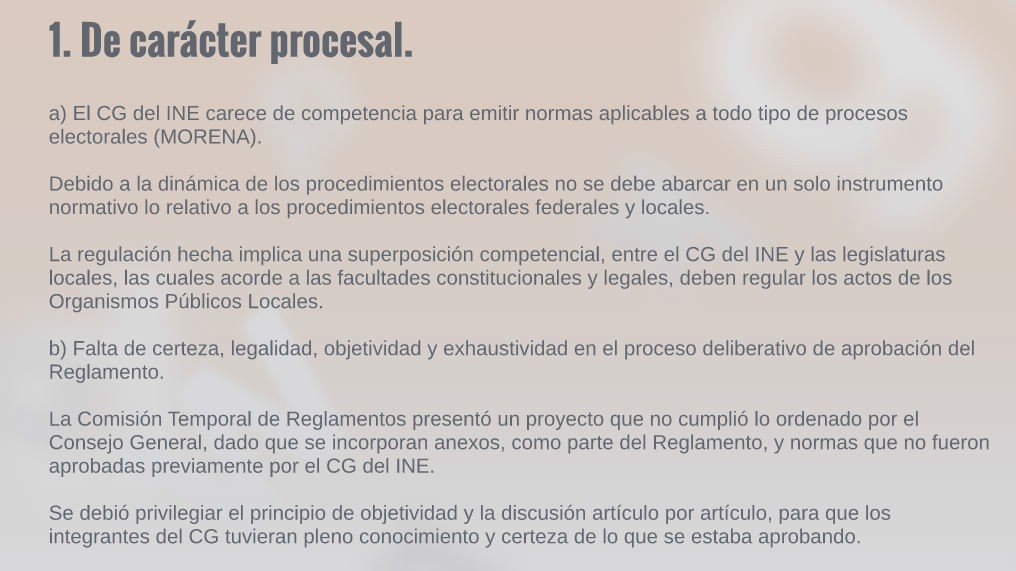 1. De carácter procesal.
a) El CG del INE carece de competencia para emitir normas aplicables a todo tipo de procesos
electorales (MORENA).
Debido a la dinámica de los procedimientos electorales no se debe abarcar en un solo instrumento
normativo lo relativo a los procedimientos electorales federales y locales.
La regulación hecha implica una superposición competencial, entre el CG del INE y las legislaturas
locales, las cuales acorde a las facultades constitucionales y legales, deben regular los actos de los
Organismos Públicos Locales.
b) Falta de certeza, legalidad, objetividad y exhaustividad en el proceso deliberativo de aprobación del
Reglamento.
La Comisión Temporal de Reglamentos presentó un proyecto que no cumplió lo ordenado por el
Consejo General, dado que se incorporan anexos, como parte del Reglamento, y normas que no fueron
aprobadas previamente por el CG del INE.
Se debió privilegiar el principio de objetividad y la discusión artículo por artículo, para que los
integrantes del CG tuvieran pleno conocimiento y certeza de lo que se estaba aprobando.